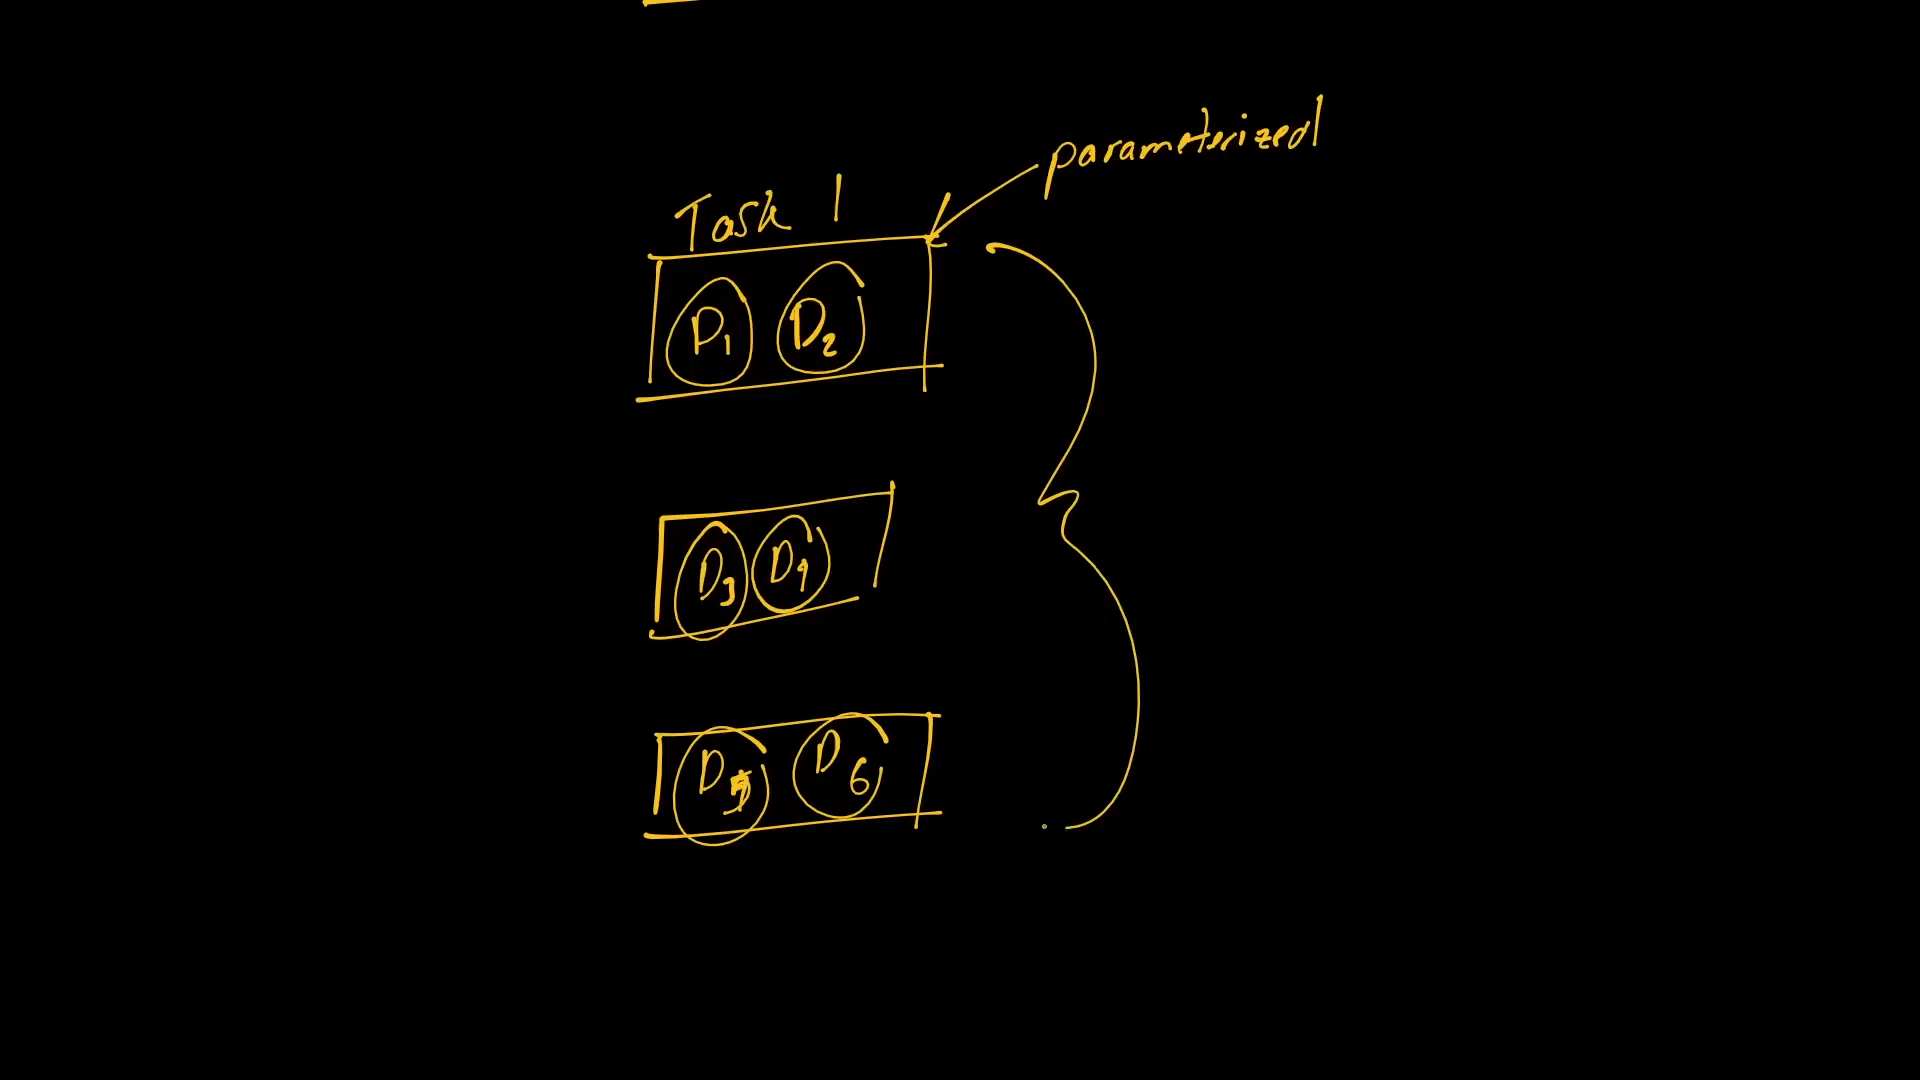 parameterized
Task 1
D1 D2
D3 D4
D5 D6